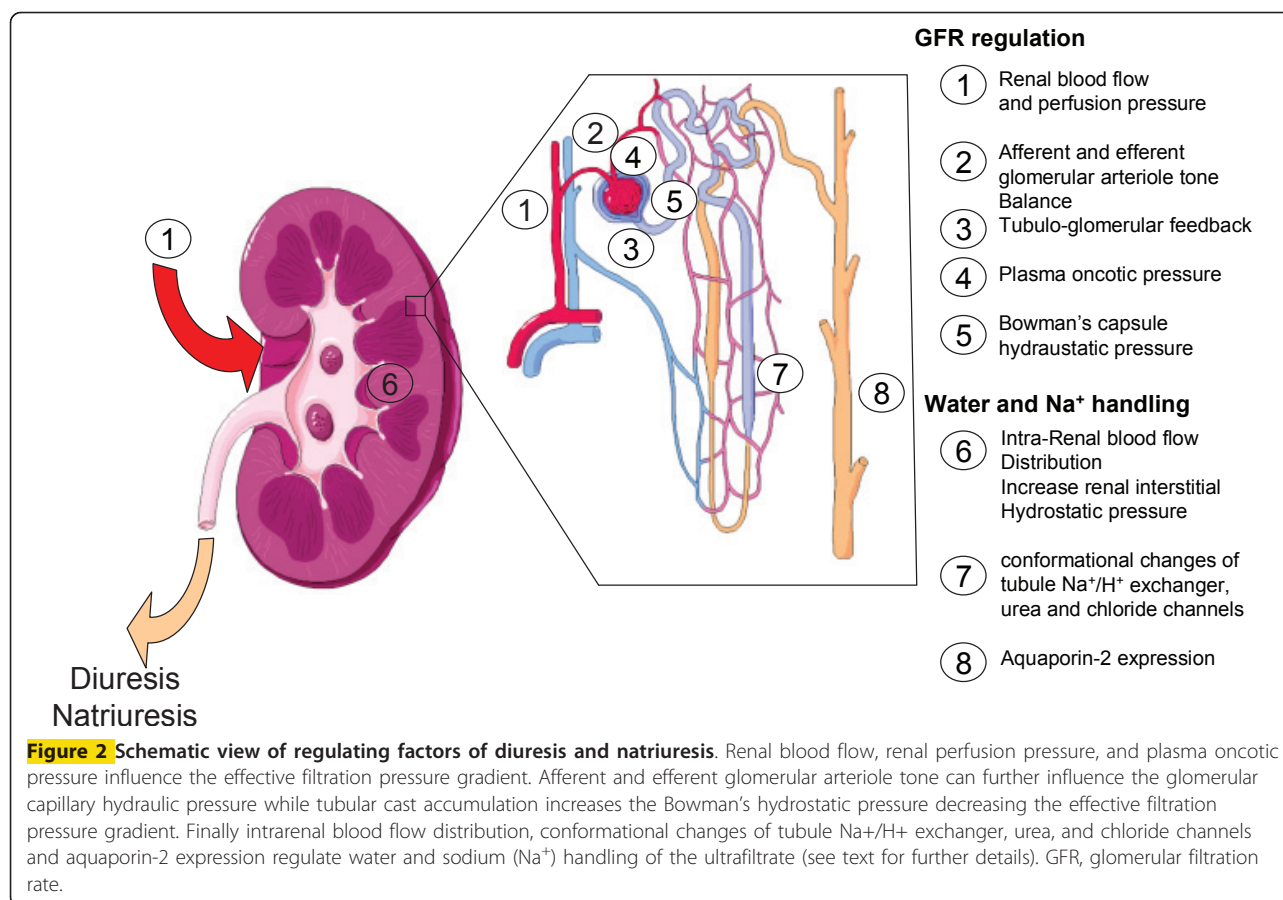 GFR regulation
1 Renal blood flow
and perfusion pressure
2 Afferent and efferent
glomerular arteriole tone
Balance
3 Tubulo-glomerular feedback
4 Plasma oncotic pressure
5 Bowman's capsule
hydraustatic pressure
Water and Na⁺ handling
6 Intra-Renal blood flow
Distribution
Increase renal interstitial
Hydrostatic pressure
7 conformational changes of
tubule Na⁺/H⁺ exchanger,
urea and chloride channels
8 Aquaporin-2 expression
1
6
1
2
4
5
3
7
8
Diuresis
Natriuresis
Figure 2 Schematic view of regulating factors of diuresis and natriuresis. Renal blood flow, renal perfusion pressure, and plasma oncotic
pressure influence the effective filtration pressure gradient. Afferent and efferent glomerular arteriole tone can further influence the glomerular
capillary hydraulic pressure while tubular cast accumulation increases the Bowman's hydrostatic pressure decreasing the effective filtration
pressure gradient. Finally intrarenal blood flow distribution, conformational changes of tubule Na+/H+ exchanger, urea, and chloride channels
and aquaporin-2 expression regulate water and sodium (Na⁺) handling of the ultrafiltrate (see text for further details). GFR, glomerular filtration
rate.